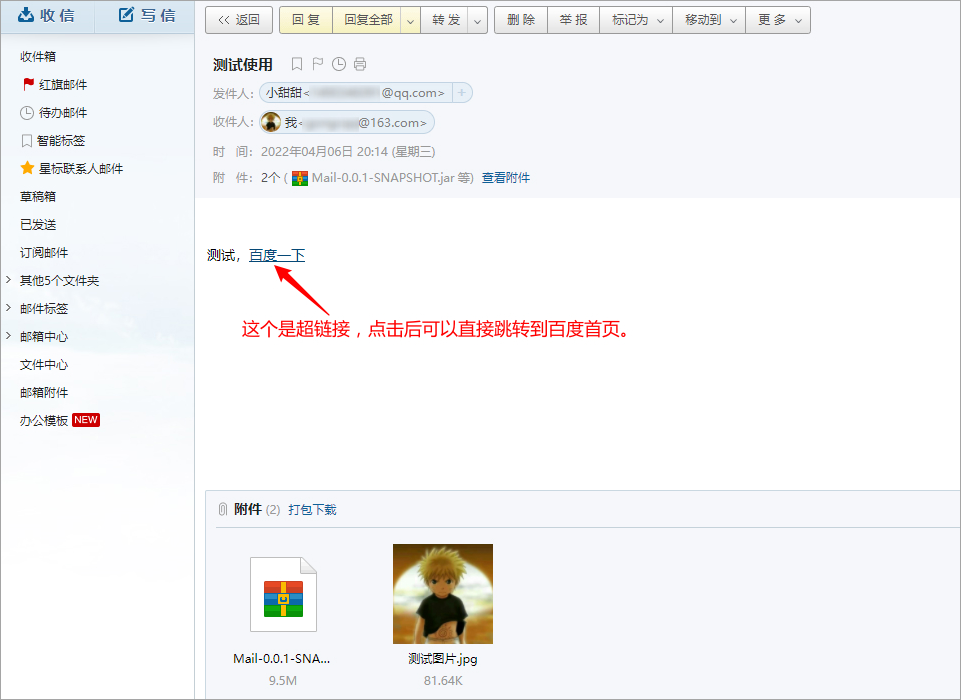 收 信
写 信
<< 返回
回 复
回复全部
转 发
删 除
举 报
标记为
移动到
更 多
收件箱
红旗邮件
待办邮件
智能标签
星标联系人邮件
草稿箱
已发送
订阅邮件
其他5个文件夹
邮件标签
邮箱中心
文件中心
邮箱附件
办公模板 NEW
测试使用
发件人: 小甜甜< @qq.com> +
收件人: 我< @163.com>
时 间: 2022年04月06日 20:14 (星期三)
附 件: 2个 ( Mail-0.0.1-SNAPSHOT.jar 等) 查看附件
测试，百度一下
这个是超链接，点击后可以直接跳转到百度首页。
附件 (2) 打包下载
Mail-0.0.1-SNA...
9.5M
测试图片.jpg
81.64K